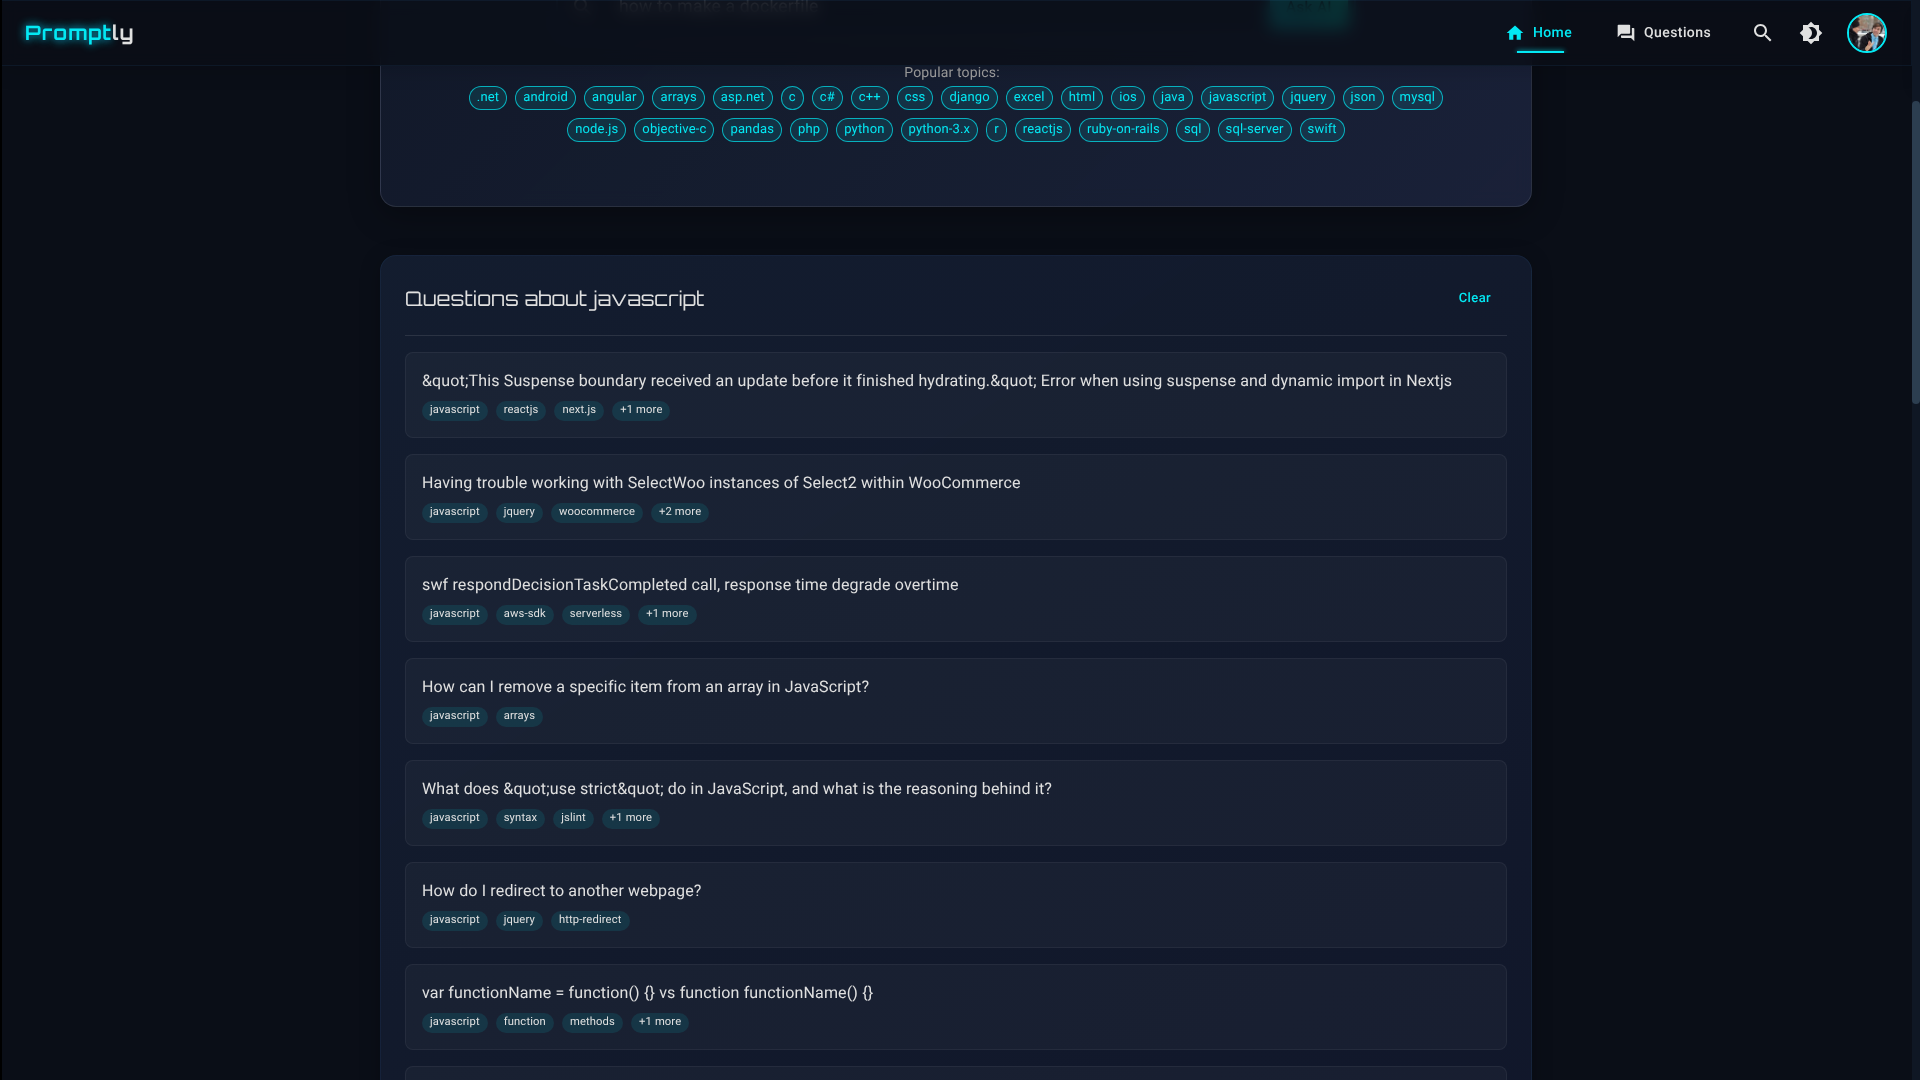 Promptly
Home
Questions
how to make a dockerfile
Ask AI
Popular topics:
.net android angular arrays asp.net c c# c++ css django excel html ios java javascript jquery json mysql
node.js objective-c pandas php python python-3.x r reactjs ruby-on-rails sql sql-server swift
Questions about javascript
Clear
&quot;This Suspense boundary received an update before it finished hydrating.&quot; Error when using suspense and dynamic import in Nextjs
javascript reactjs next.js +1 more
Having trouble working with SelectWoo instances of Select2 within WooCommerce
javascript jquery woocommerce +2 more
swf respondDecisionTaskCompleted call, response time degrade overtime
javascript aws-sdk serverless +1 more
How can I remove a specific item from an array in JavaScript?
javascript arrays
What does &quot;use strict&quot; do in JavaScript, and what is the reasoning behind it?
javascript syntax jslint +1 more
How do I redirect to another webpage?
javascript jquery http-redirect
var functionName = function() {} vs function functionName() {}
javascript function methods +1 more